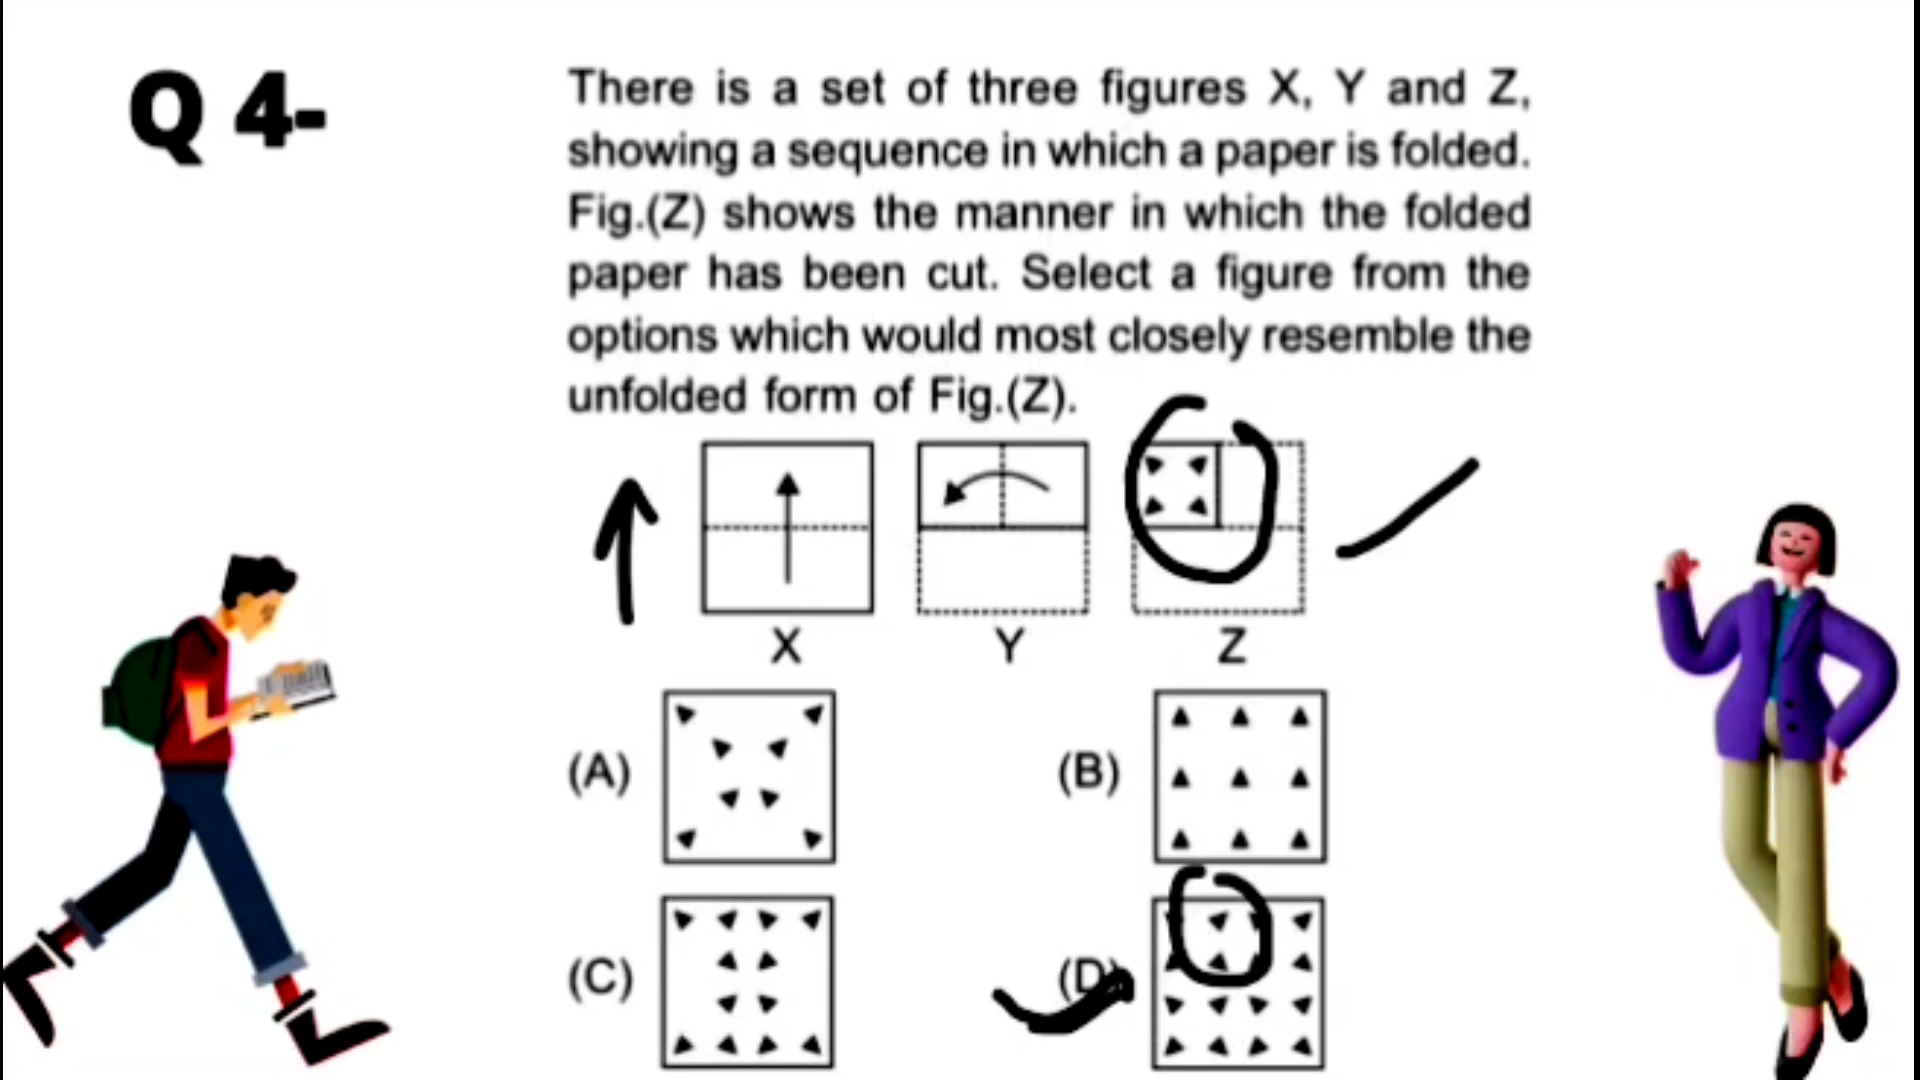 Q 4-
There is a set of three figures X, Y and Z,
showing a sequence in which a paper is folded.
Fig.(Z) shows the manner in which the folded
paper has been cut. Select a figure from the
options which would most closely resemble the
unfolded form of Fig.(Z).
X Y Z
(A) (B)
(C) (D)